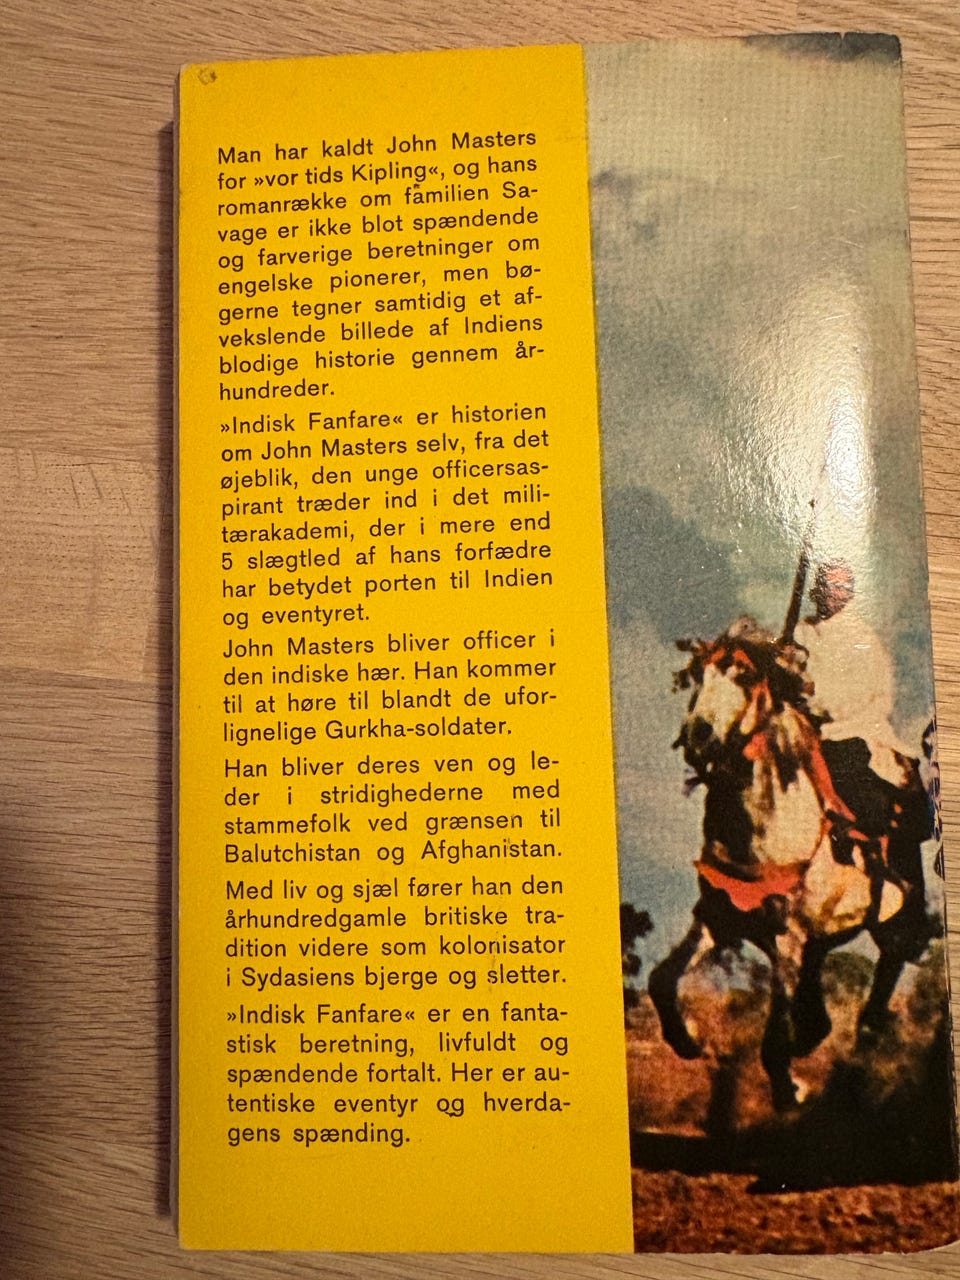 Man har kaldt John Masters
for »vor tids Kipling«, og hans
romanrække om familien Sa-
vage er ikke blot spændende
og farverige beretninger om
engelske pionerer, men bø-
gerne tegner samtidig et af-
vekslende billede af Indiens
blodige historie gennem år-
hundreder.
»Indisk Fanfare« er historien
om John Masters selv, fra det
øjeblik, den unge officersas-
pirant træder ind i det mili-
tærakademi, der i mere end
5 slægtled af hans forfædre
har betydet porten til Indien
og eventyret.
John Masters bliver officer i
den indiske hær. Han kommer
til at høre til blandt de ufor-
lignelige Gurkha-soldater.
Han bliver deres ven og le-
der i stridighederne med
stammefolk ved grænsen til
Balutchistan og Afghanistan.
Med liv og sjæl fører han den
århundredgamle britiske tra-
dition videre som kolonisator
i Sydasiens bjerge og sletter.
»Indisk Fanfare« er en fanta-
stisk beretning, livfuldt og
spændende fortalt. Her er au-
tentiske eventyr og hverda-
gens spænding.